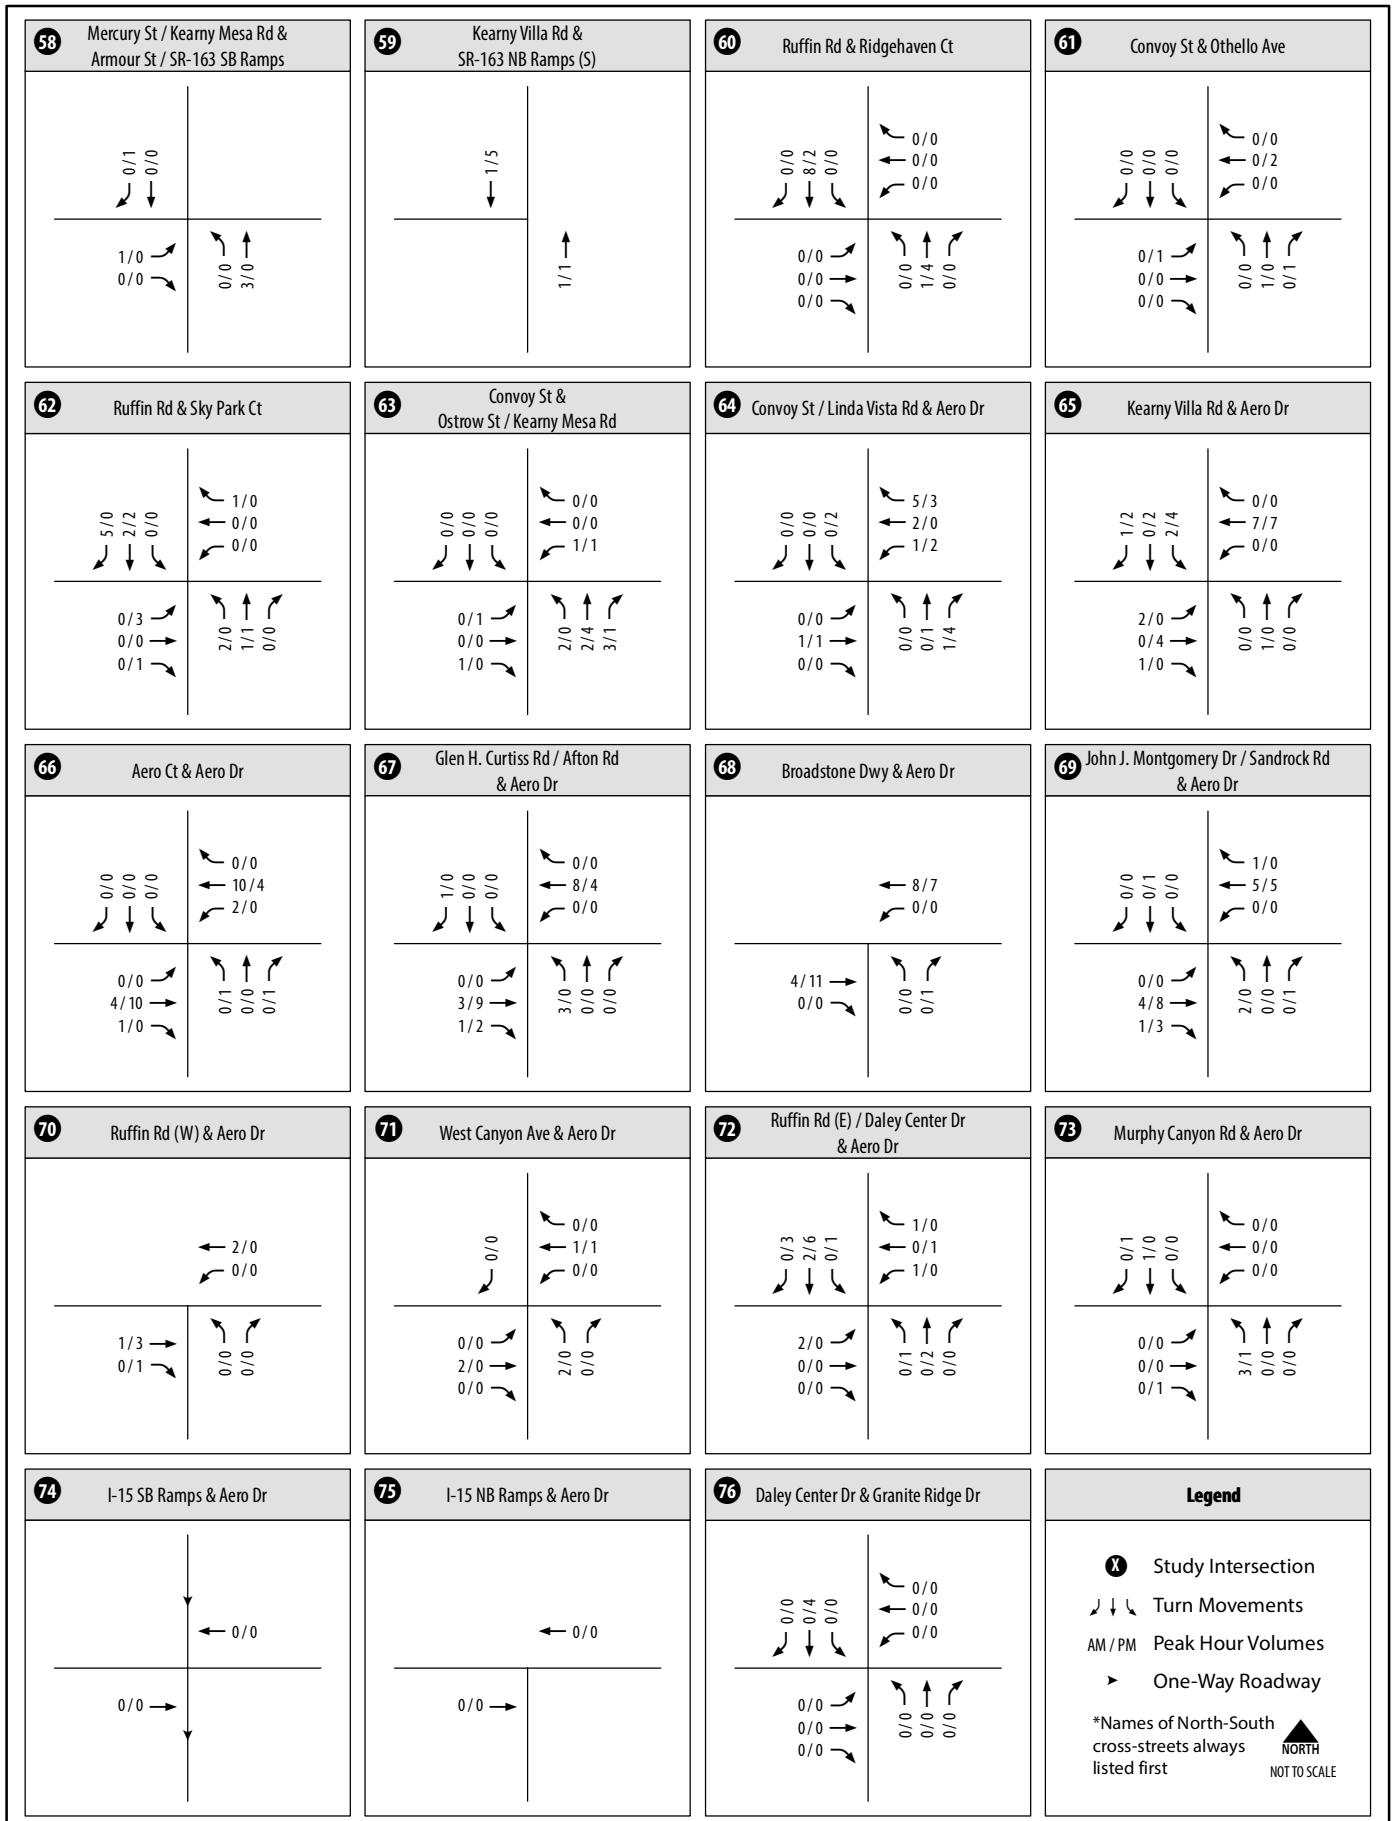 58
Mercury St / Kearny Mesa Rd &
Armour St / SR-163 SB Ramps
0 / 1
0 / 0
1 / 0
0 / 0
0 / 0
3 / 0
59
Kearny Villa Rd &
SR-163 NB Ramps (S)
1 / 5
1 / 1
60
Ruffin Rd & Ridgehaven Ct
0 / 0
8 / 2
0 / 0
0 / 0
0 / 0
0 / 0
0 / 0
0 / 0
0 / 0
0 / 0
1 / 4
0 / 0
61
Convoy St & Othello Ave
0 / 0
0 / 0
0 / 0
0 / 0
0 / 2
0 / 0
0 / 1
0 / 0
0 / 0
0 / 0
1 / 0
0 / 1
62
Ruffin Rd & Sky Park Ct
5 / 0
2 / 2
0 / 0
1 / 0
0 / 0
0 / 0
0 / 3
0 / 0
0 / 1
2 / 0
1 / 1
0 / 0
63
Convoy St &
Ostrow St / Kearny Mesa Rd
0 / 0
0 / 0
0 / 0
0 / 0
0 / 0
1 / 1
0 / 1
0 / 0
1 / 0
2 / 0
2 / 4
3 / 1
64
Convoy St / Linda Vista Rd & Aero Dr
0 / 0
0 / 0
0 / 2
5 / 3
2 / 0
1 / 2
0 / 0
1 / 1
0 / 0
0 / 0
0 / 1
1 / 4
65
Kearny Villa Rd & Aero Dr
1 / 2
0 / 2
2 / 4
0 / 0
7 / 7
0 / 0
2 / 0
0 / 4
1 / 0
0 / 0
1 / 0
0 / 0
66
Aero Ct & Aero Dr
0 / 0
0 / 0
0 / 0
0 / 0
10 / 4
2 / 0
0 / 0
4 / 10
1 / 0
0 / 1
0 / 0
0 / 1
67
Glen H. Curtiss Rd / Afton Rd
& Aero Dr
1 / 0
0 / 0
0 / 0
0 / 0
8 / 4
0 / 0
0 / 0
3 / 9
1 / 2
3 / 0
0 / 0
0 / 0
68
Broadstone Dwy & Aero Dr
8 / 7
0 / 0
4 / 11
0 / 0
0 / 0
0 / 1
69
John J. Montgomery Dr / Sandrock Rd
& Aero Dr
0 / 0
0 / 1
0 / 0
1 / 0
5 / 5
0 / 0
0 / 0
4 / 8
1 / 3
2 / 0
0 / 0
0 / 1
70
Ruffin Rd (W) & Aero Dr
2 / 0
0 / 0
1 / 3
0 / 1
0 / 0
0 / 0
71
West Canyon Ave & Aero Dr
0 / 0
0 / 0
1 / 1
0 / 0
0 / 0
2 / 0
0 / 0
2 / 0
0 / 0
72
Ruffin Rd (E) / Daley Center Dr
& Aero Dr
0 / 3
2 / 6
0 / 1
1 / 0
0 / 1
1 / 0
2 / 0
0 / 0
0 / 0
0 / 1
0 / 2
0 / 0
73
Murphy Canyon Rd & Aero Dr
0 / 1
1 / 0
0 / 0
0 / 0
0 / 0
0 / 0
0 / 0
0 / 0
0 / 1
3 / 1
0 / 0
0 / 0
74
I-15 SB Ramps & Aero Dr
0 / 0
0 / 0
75
I-15 NB Ramps & Aero Dr
0 / 0
0 / 0
76
Daley Center Dr & Granite Ridge Dr
0 / 0
0 / 4
0 / 0
0 / 0
0 / 0
0 / 0
0 / 0
0 / 0
0 / 0
0 / 0
0 / 0
0 / 0
Legend
X Study Intersection
Turn Movements
AM / PM Peak Hour Volumes
One-Way Roadway
*Names of North-South
cross-streets always
listed first
NORTH
NOT TO SCALE